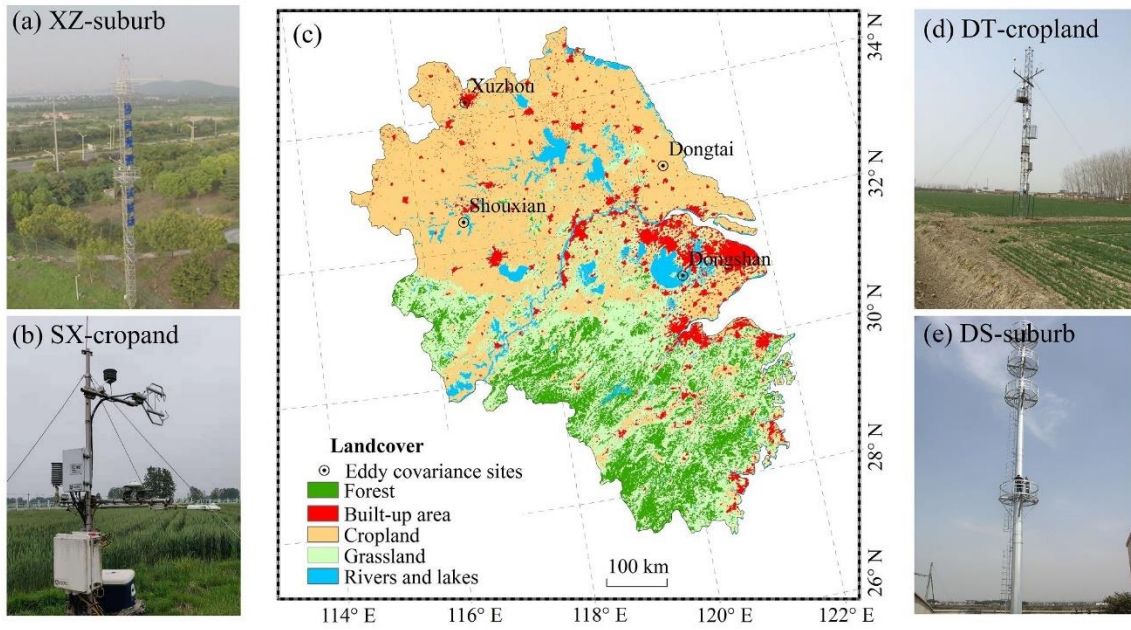 (a) XZ-suburb
(b) SX-cropand
(c)
Xuzhou
Dongtai
Shouxian
Dongshan
Landcover
Eddy covariance sites
Forest
Built-up area
Cropland
Grassland
Rivers and lakes
100 km
114° E
116° E
118° E
120° E
122° E
34° N
32° N
30° N
28° N
26° N
(d) DT-cropland
(e) DS-suburb